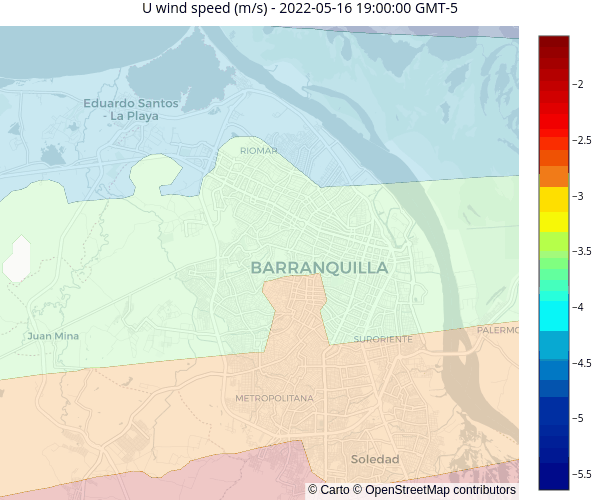 U wind speed (m/s) - 2022-05-16 19:00:00 GMT-5
Eduardo Santos
- La Playa
RIOMAR
BARRANQUILLA
Juan Mina
SURORIENTE
PALERMO
METROPOLITANA
Soledad
© Carto © OpenStreetMap contributors
−2
−2.5
−3
−3.5
−4
−4.5
−5
−5.5